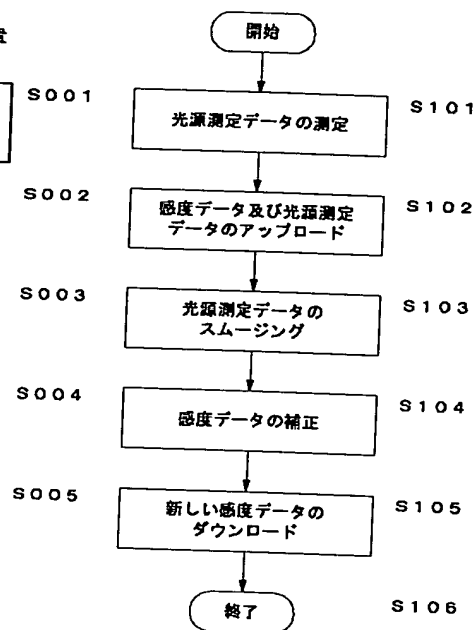 開始
S001
光源測定データの測定
S101
S002
感度データ及び光源測定
データのアップロード
S102
S003
光源測定データの
スムージング
S103
S004
感度データの補正
S104
S005
新しい感度データの
ダウンロード
S105
終了
S106